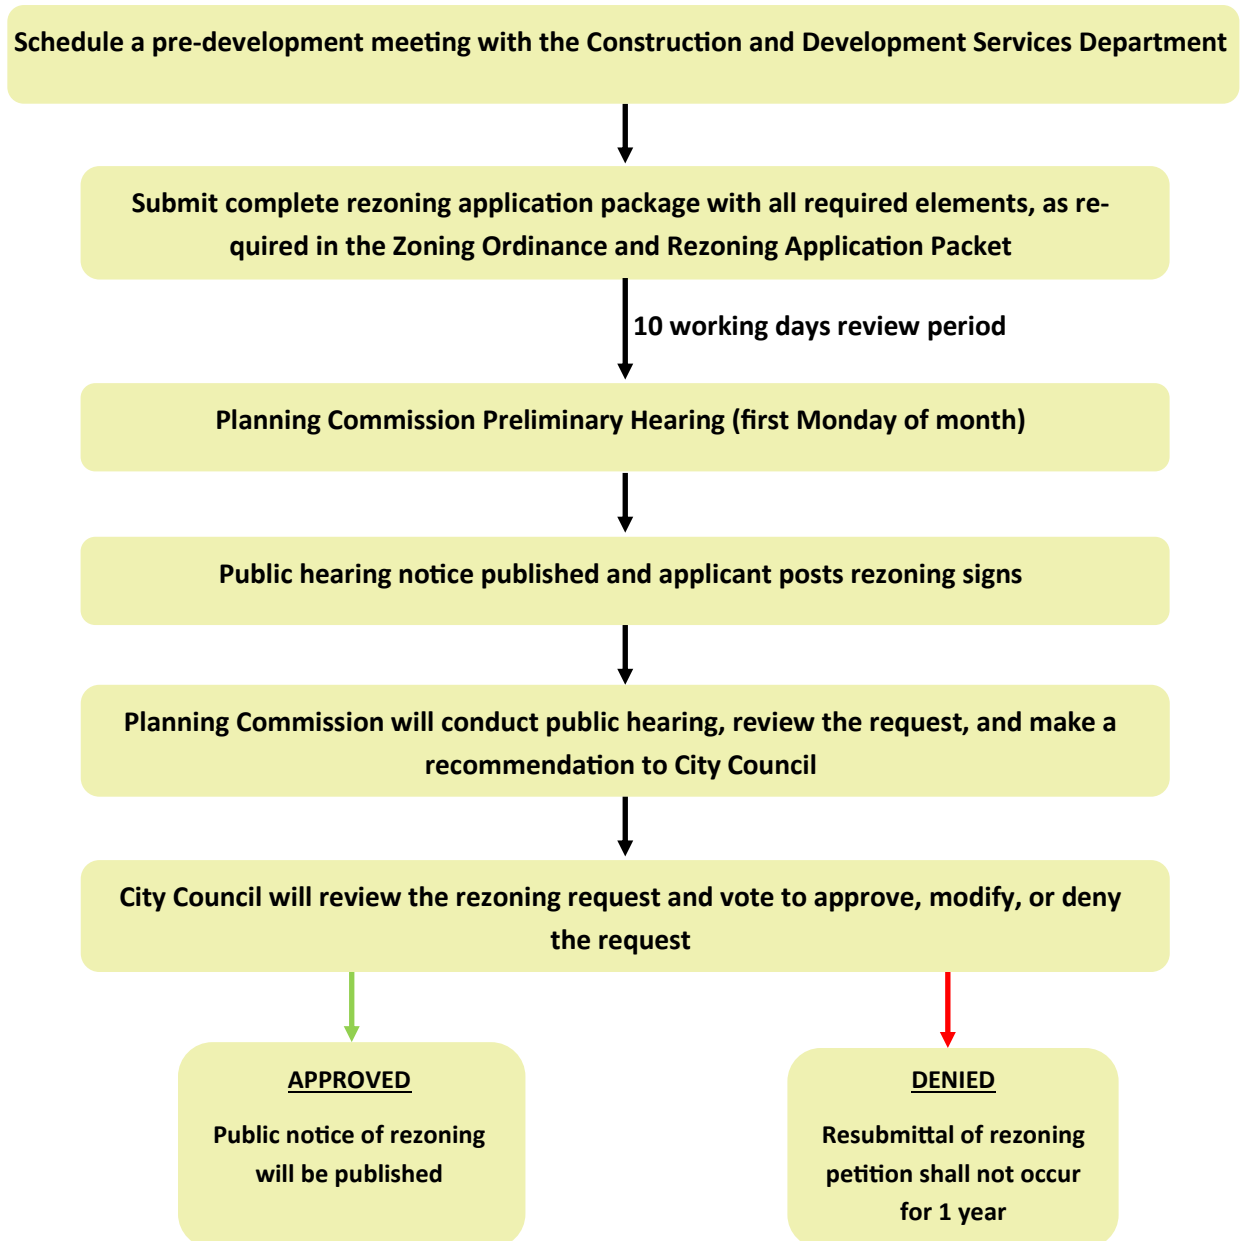 Schedule a pre-development meeting with the Construction and Development Services Department
Submit complete rezoning application package with all required elements, as re-
quired in the Zoning Ordinance and Rezoning Application Packet
10 working days review period
Planning Commission Preliminary Hearing (first Monday of month)
Public hearing notice published and applicant posts rezoning signs
Planning Commission will conduct public hearing, review the request, and make a
recommendation to City Council
City Council will review the rezoning request and vote to approve, modify, or deny
the request
APPROVED
Public notice of rezoning
will be published
DENIED
Resubmittal of rezoning
petition shall not occur
for 1 year